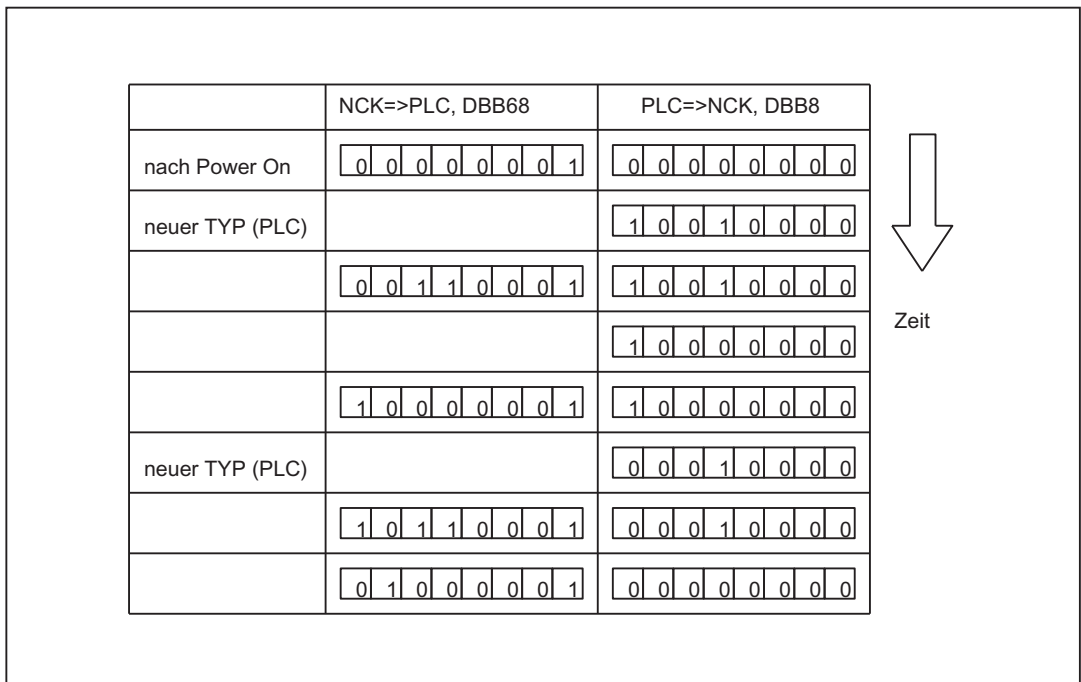 NCK=>PLC, DBB68 PLC=>NCK, DBB8
nach Power On 0 0 0 0 0 0 0 1 0 0 0 0 0 0 0 0
neuer TYP (PLC) 1 0 0 1 0 0 0 0
0 0 1 1 0 0 0 1 1 0 0 1 0 0 0 0
1 0 0 0 0 0 0 0
Zeit
1 0 0 0 0 0 0 1 1 0 0 0 0 0 0 0
neuer TYP (PLC) 0 0 0 1 0 0 0 0
1 0 1 1 0 0 0 1 0 0 0 1 0 0 0 0
0 1 0 0 0 0 0 1 0 0 0 0 0 0 0 0